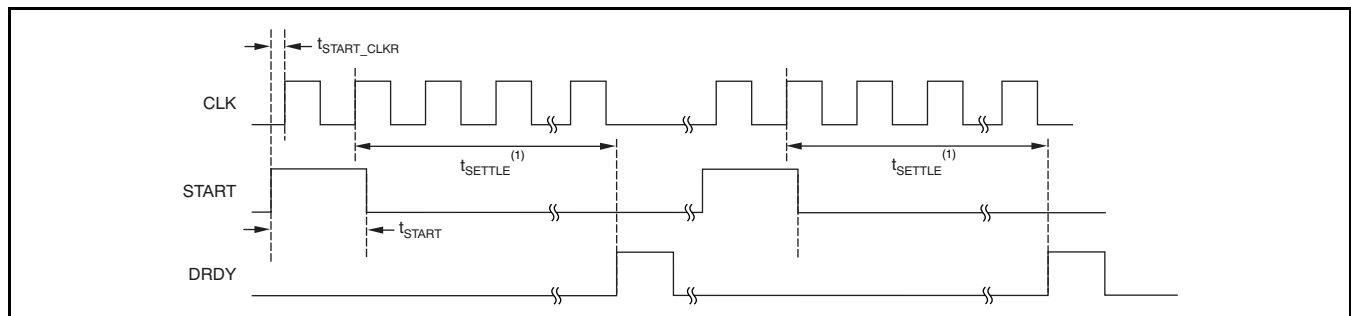 tSTART_CLKR
CLK
tSETTLE(1) tSETTLE(1)
START
tSTART
DRDY